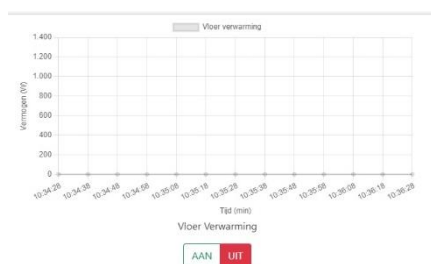 Vloer verwarming
1.400
1.200
1.000
800
600
400
200
0
Vermogen (W)
10:34:28 10:34:38 10:34:48 10:34:58 10:35:08 10:35:18 10:35:28 10:35:38 10:35:48 10:35:58 10:36:08 10:36:18 10:36:28
Tijd (min)
Vloer Verwarming
AAN UIT